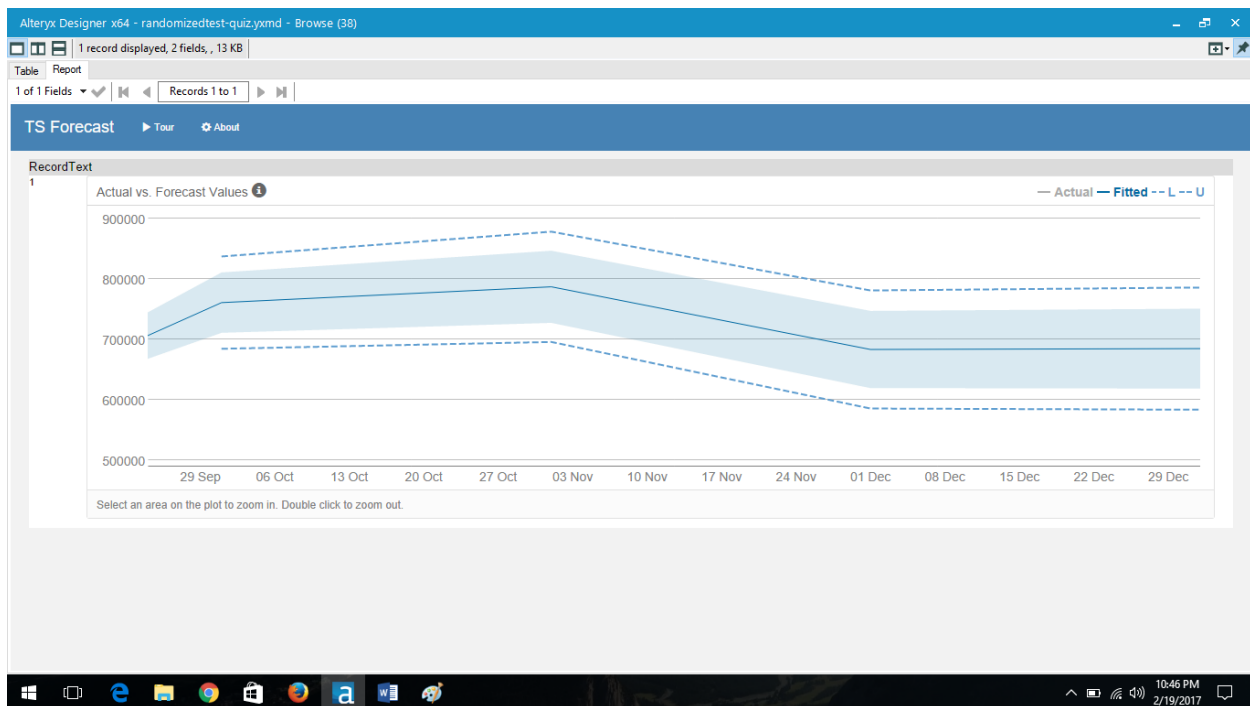 Alteryx Designer x64 - randomizedtest-quiz.yxmd - Browse (38)
1 record displayed, 2 fields, , 13 KB
Table Report
1 of 1 Fields Records 1 to 1
TS Forecast Tour About
RecordText
1
Actual vs. Forecast Values Actual Fitted L U
900000
800000
700000
600000
500000
29 Sep 06 Oct 13 Oct 20 Oct 27 Oct 03 Nov 10 Nov 17 Nov 24 Nov 01 Dec 08 Dec 15 Dec 22 Dec 29 Dec
Select an area on the plot to zoom in. Double click to zoom out.
10:46 PM
2/19/2017